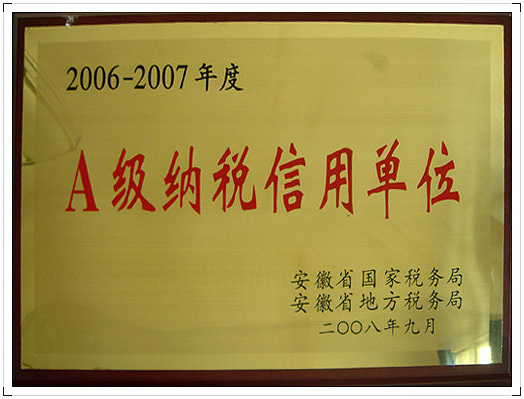 2006-2007年度
A级纳税信用单位
安徽省国家税务局
安徽省地方税务局
二〇〇八年九月